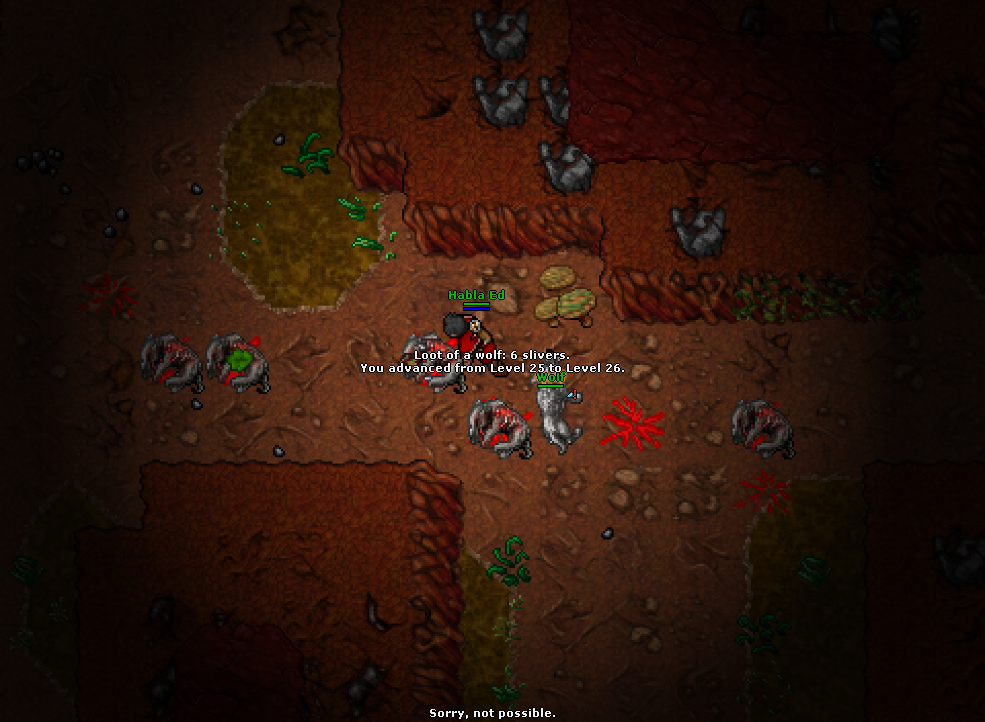 Habla Ed
Loot of a wolf: 6 slivers.
You advanced from Level 25 to Level 26.
Wolf
Sorry, not possible.